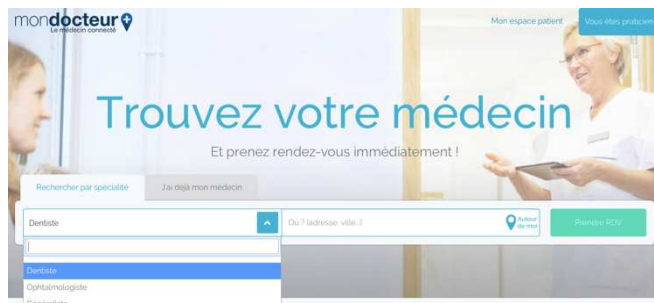 mondocteur
Le médecin connecté
Mon espace patient
Vous êtes praticien
Trouvez votre médecin
Et prenez rendez-vous immédiatement !
Rechercher par spécialité
J'ai déjà mon médecin
Dentiste
Où ? (adresse, ville...)
Autour de moi
Prendre RDV
Dentiste
Ophtalmologiste
Généraliste